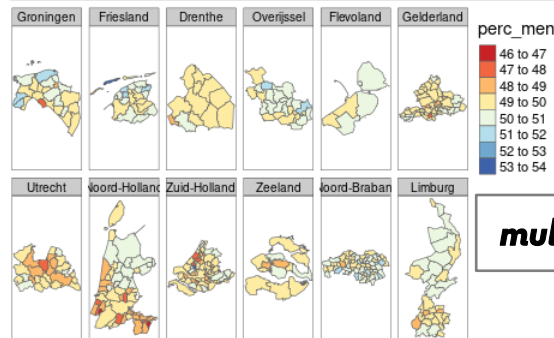 Groningen Friesland Drenthe Overijssel Flevoland Gelderland
perc_men
46 to 47
47 to 48
48 to 49
49 to 50
50 to 51
51 to 52
52 to 53
53 to 54
Utrecht Noord-Holland Zuid-Holland Zeeland Noord-Braban Limburg
mul